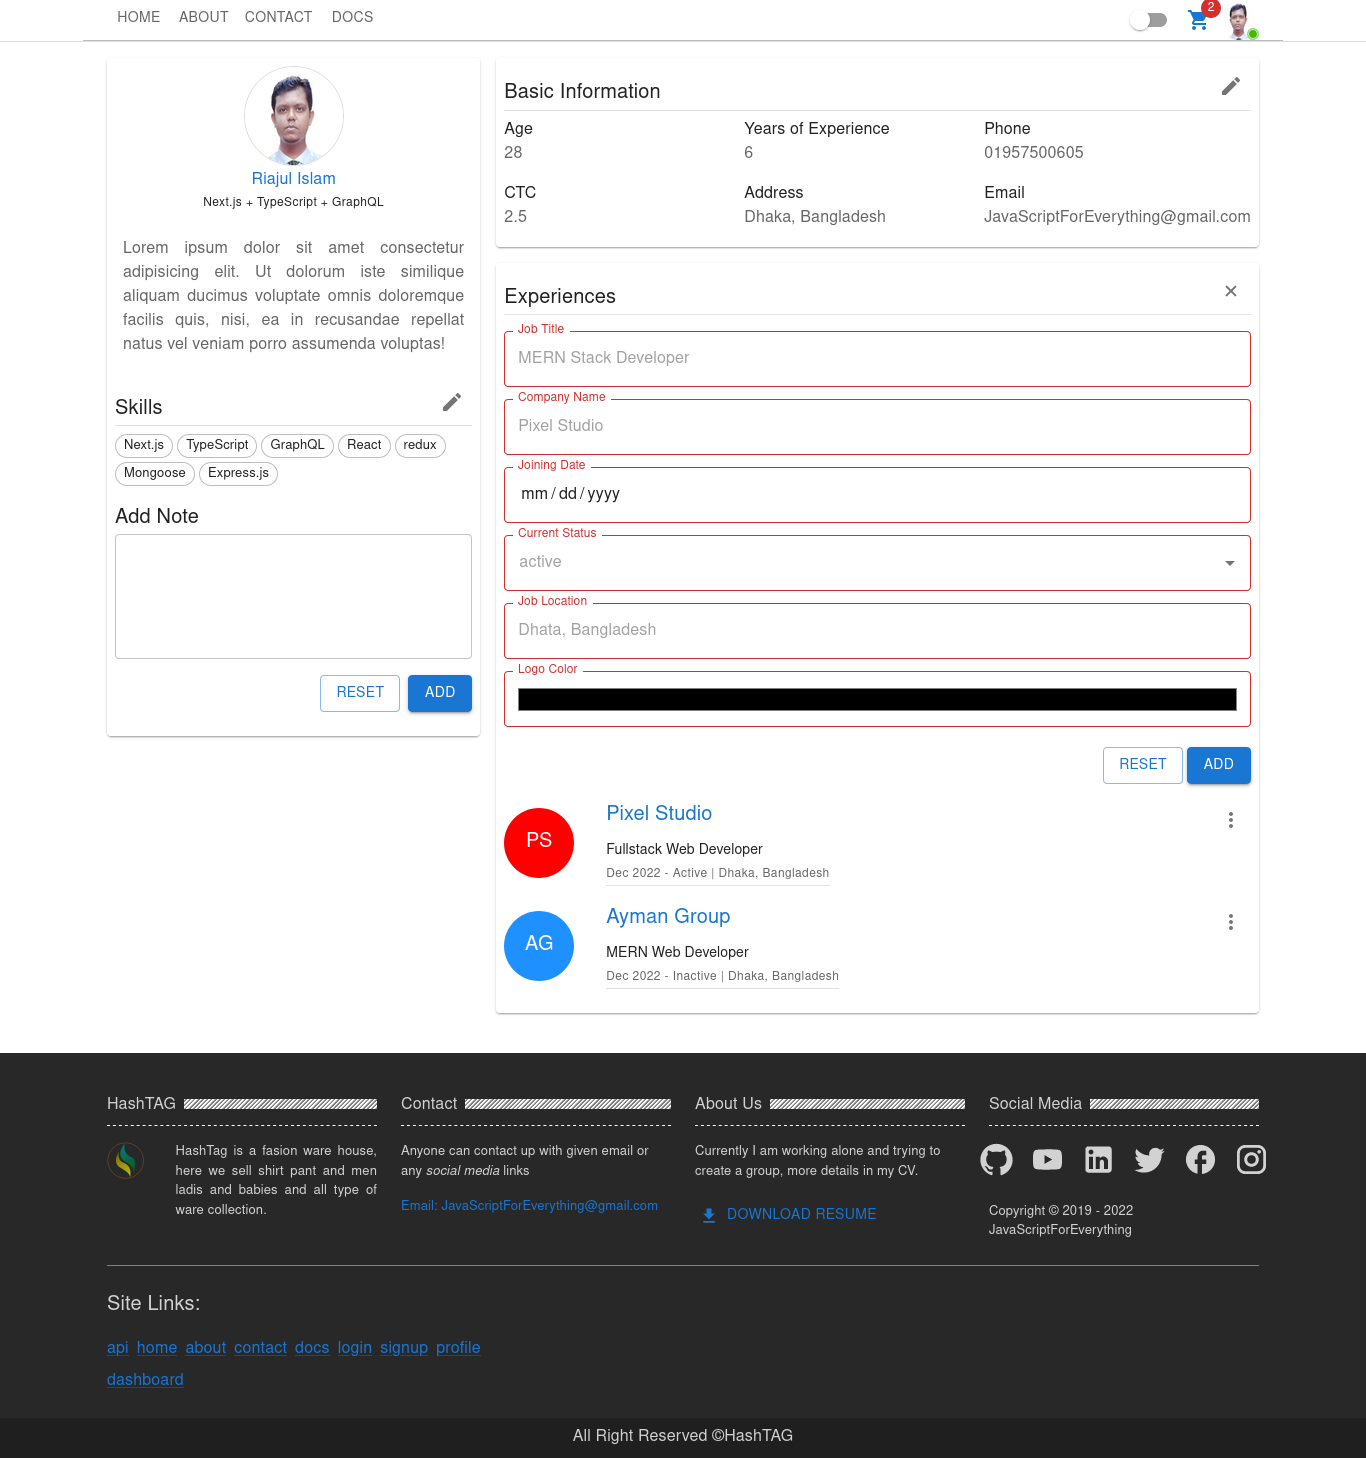 HOME ABOUT CONTACT DOCS
2
Riajul Islam
Next.js + TypeScript + GraphQL
Lorem ipsum dolor sit amet consectetur
adipisicing elit. Ut dolorum iste similique
aliquam ducimus voluptate omnis doloremque
facilis quis, nisi, ea in recusandae repellat
natus vel veniam porro assumenda voluptas!
Skills
Next.js TypeScript GraphQL React redux
Mongoose Express.js
Add Note
RESET ADD
Basic Information
Age Years of Experience Phone
28 6 01957500605
CTC Address Email
2.5 Dhaka, Bangladesh JavaScriptForEverything@gmail.com
Experiences
Job Title
MERN Stack Developer
Company Name
Pixel Studio
Joining Date
mm/dd/yyyy
Current Status
active
Job Location
Dhata, Bangladesh
Logo Color
RESET ADD
PS
Pixel Studio
Fullstack Web Developer
Dec 2022 - Active | Dhaka, Bangladesh
AG
Ayman Group
MERN Web Developer
Dec 2022 - Inactive | Dhaka, Bangladesh
HashTAG
HashTag is a fasion ware house,
here we sell shirt pant and men
ladis and babies and all type of
ware collection.
Contact
Anyone can contact up with given email or
any social media links
Email: JavaScriptForEverything@gmail.com
About Us
Currently I am working alone and trying to
create a group, more details in my CV.
DOWNLOAD RESUME
Social Media
Copyright © 2019 - 2022
JavaScriptForEverything
Site Links:
api home about contact docs login signup profile
dashboard
All Right Reserved ©HashTAG